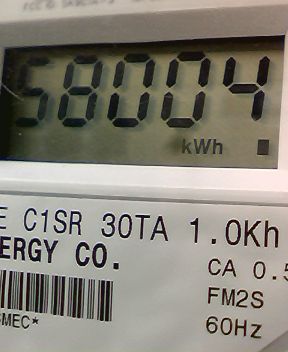 58004
kWh
E C1SR 30TA 1.0Kh
ERGY CO.
CA 0.5
FM2S
MEC*
60Hz